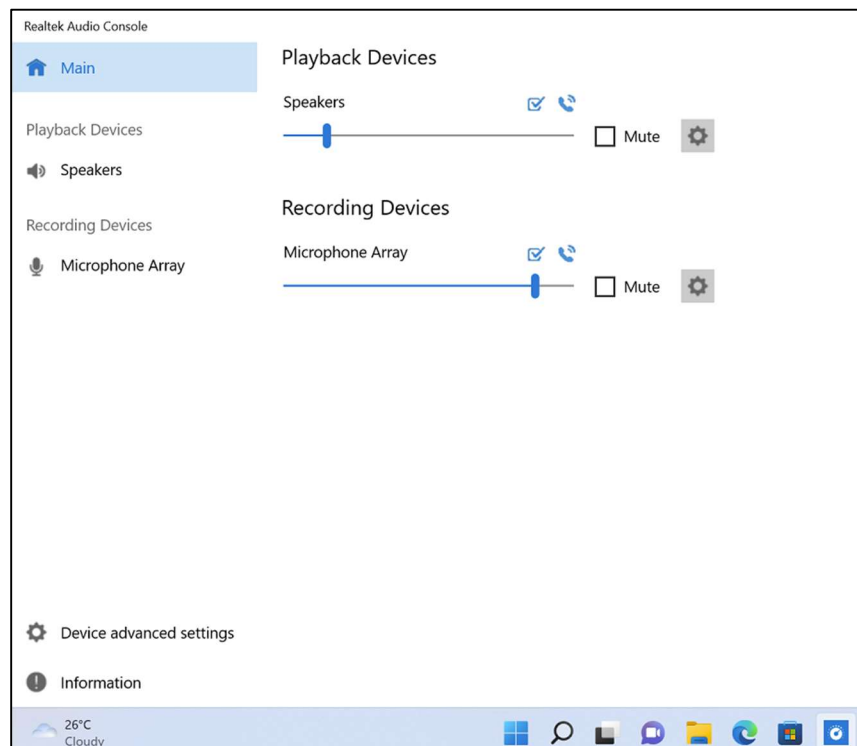 Realtek Audio Console
Main
Playback Devices
Speakers
Recording Devices
Microphone Array
Device advanced settings
Information
Playback Devices
Speakers
Mute
Recording Devices
Microphone Array
Mute
26°C
Cloudy